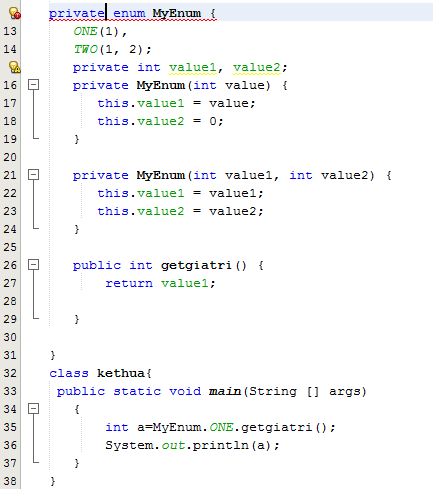 private enum MyEnum {
13 ONE(1),
14 TWO(1, 2);
private int value1, value2;
16 private MyEnum(int value) {
17 this.value1 = value;
18 this.value2 = 0;
19 }
20
21 private MyEnum(int value1, int value2) {
22 this.value1 = value1;
23 this.value2 = value2;
24 }
25
26 public int getgiatri() {
27 return value1;
28
29 }
30
31 }
32 class kethua{
33 public static void main(String [] args)
34 {
35 int a=MyEnum.ONE.getgiatri();
36 System.out.println(a);
37 }
38 }